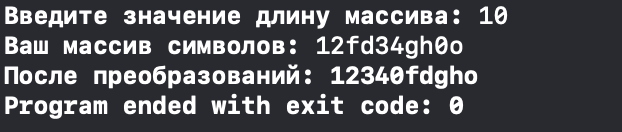 Введите значение длину массива: 10
Ваш массив символов: 12fd34gh0o
После преобразований: 12340fdgho
Program ended with exit code: 0